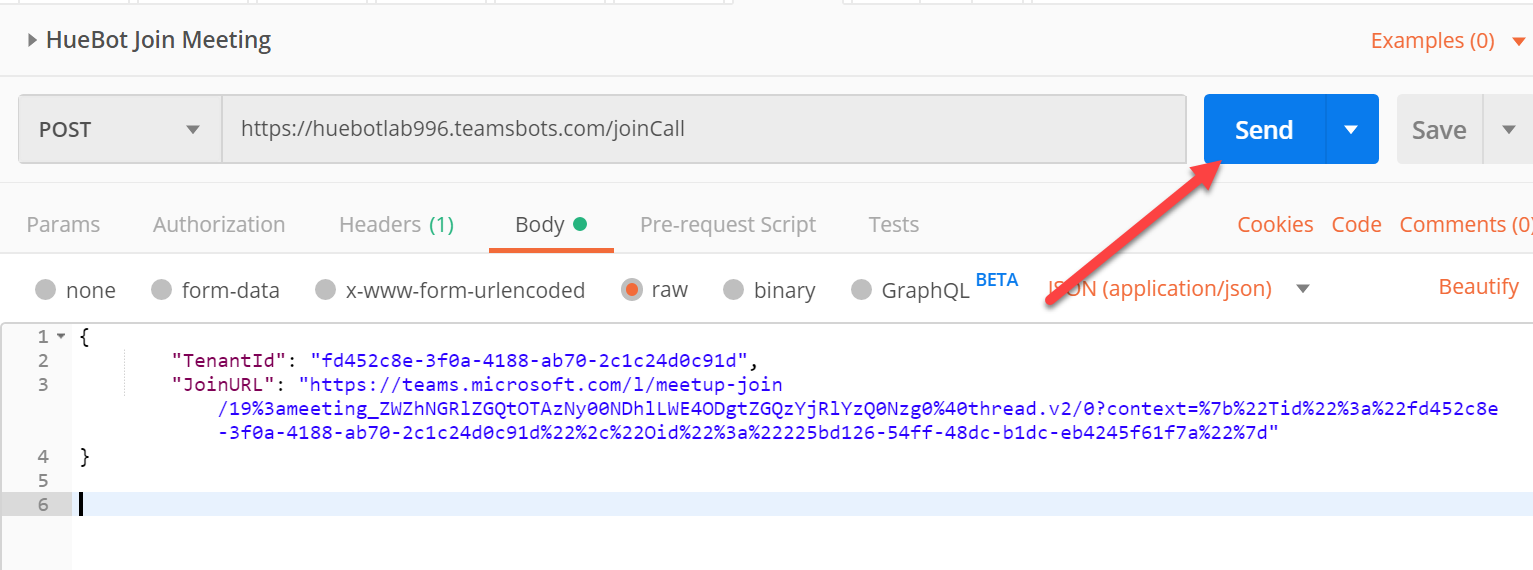 HueBot Join Meeting
Examples (0)
POST
https://huebotlab996.teamsbots.com/joinCall
Send
Save
Params
Authorization
Headers (1)
Body
Pre-request Script
Tests
Cookies
Code
Comments (0)
none
form-data
x-www-form-urlencoded
raw
binary
GraphQL
BETA
JSON (application/json)
Beautify
1 {
2 "TenantId": "fd452c8e-3f0a-4188-ab70-2c1c24d0c91d",
3 "JoinURL": "https://teams.microsoft.com/l/meetup-join
/19%3ameeting_ZWZhNGRlZGQtOTAzNy00NDhlLWE4ODgtZGQzYjRlYzQ0Nzg0%40thread.v2/0?context=%7b%22Tid%22%3a%22fd452c8e
-3f0a-4188-ab70-2c1c24d0c91d%22%2c%22Oid%22%3a%22225bd126-54ff-48dc-b1dc-eb4245f61f7a%22%7d"
4 }
5
6